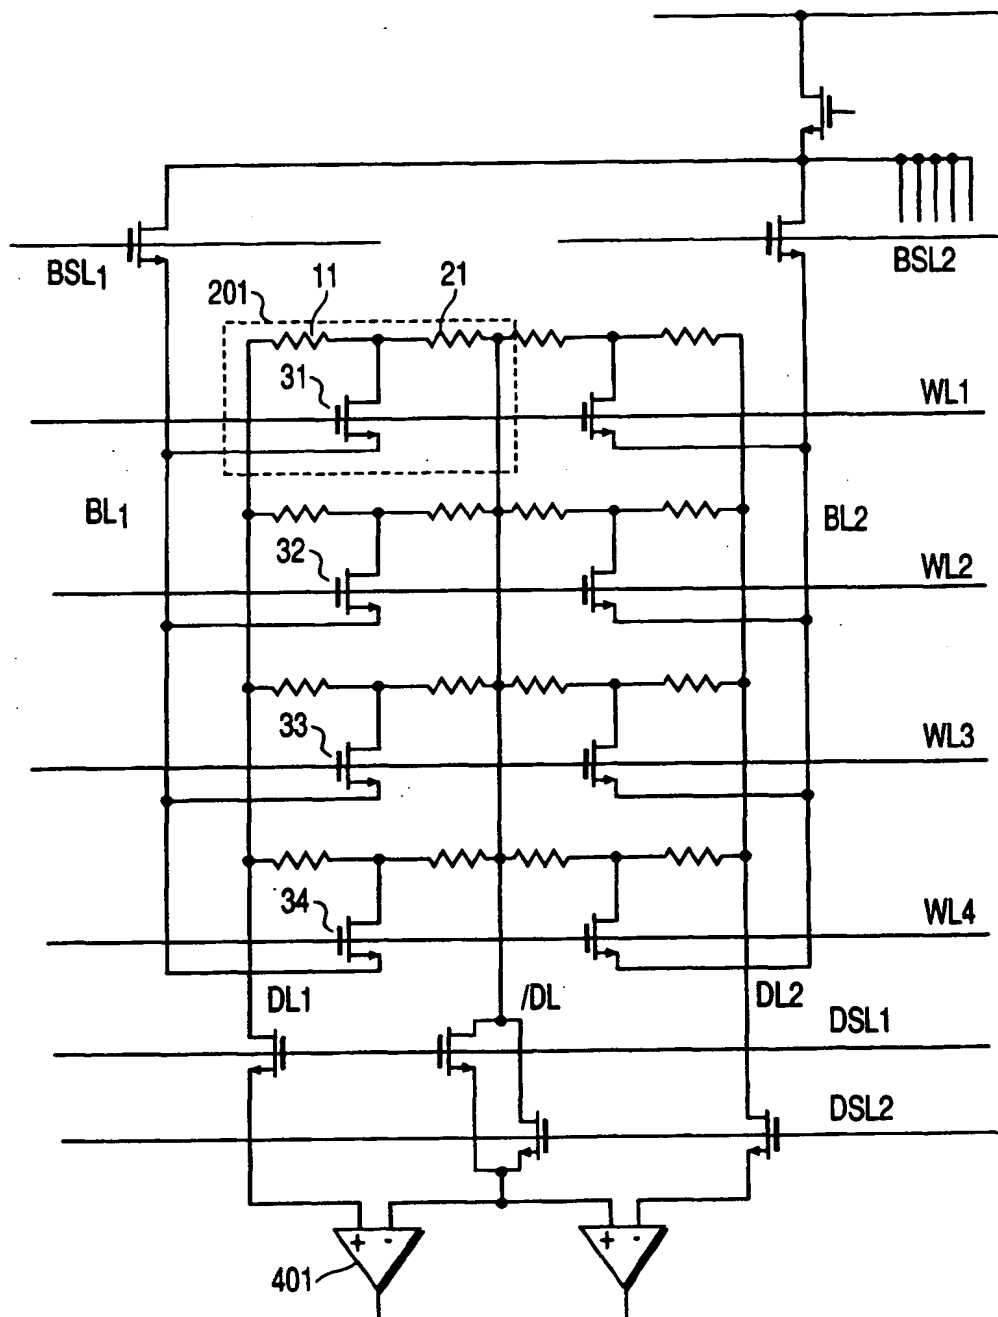 BSL1
BSL2
201
11
21
31
WL1
BL1
BL2
32
WL2
33
WL3
34
WL4
DL1
/DL
DL2
DSL1
DSL2
+ -
+ -
401